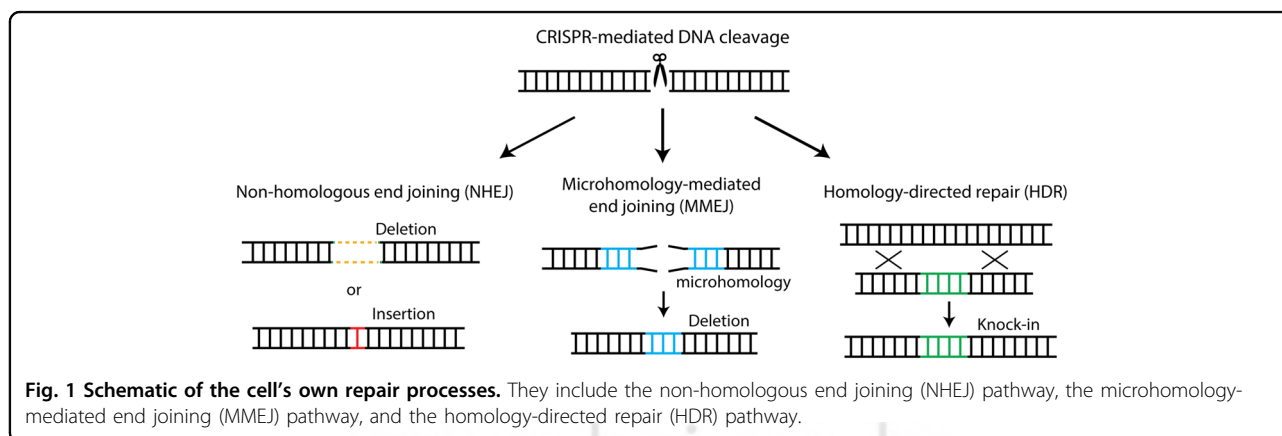 CRISPR-mediated DNA cleavage
Non-homologous end joining (NHEJ)
Deletion
or
Insertion
Microhomology-mediated
end joining (MMEJ)
microhomology
Deletion
Homology-directed repair (HDR)
Knock-in
Fig. 1 Schematic of the cell's own repair processes. They include the non-homologous end joining (NHEJ) pathway, the microhomology-
mediated end joining (MMEJ) pathway, and the homology-directed repair (HDR) pathway.